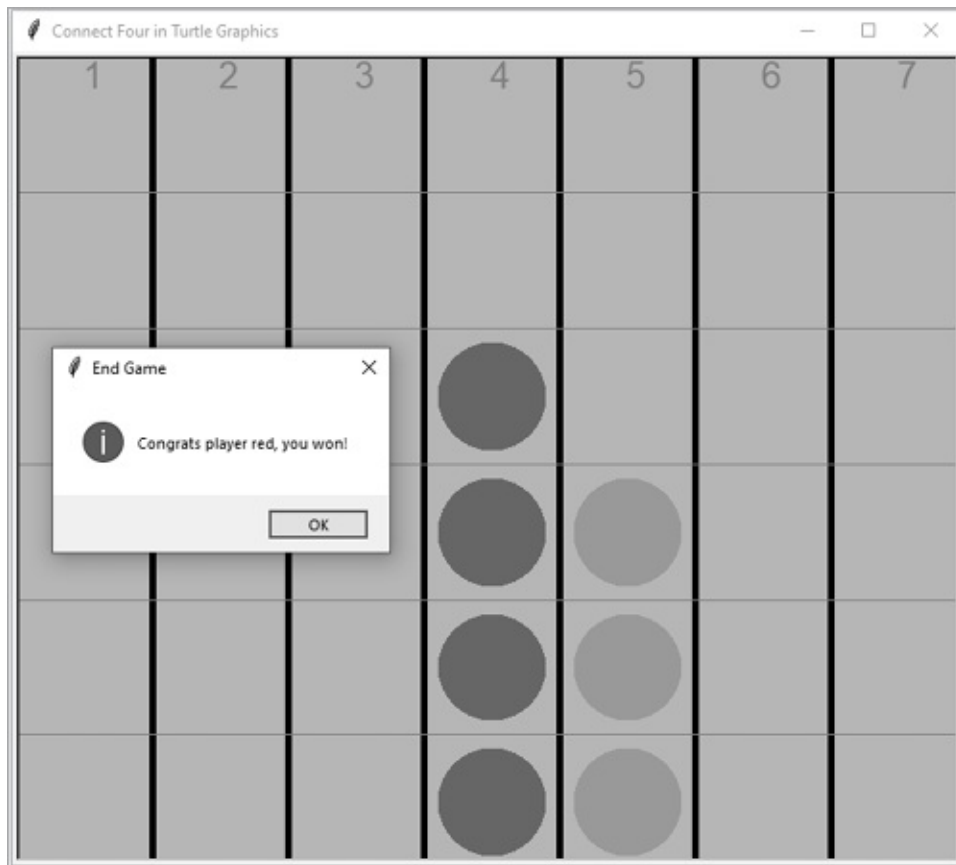 Connect Four in Turtle Graphics
1 2 3 4 5 6 7
End Game
Congrats player red, you won!
OK